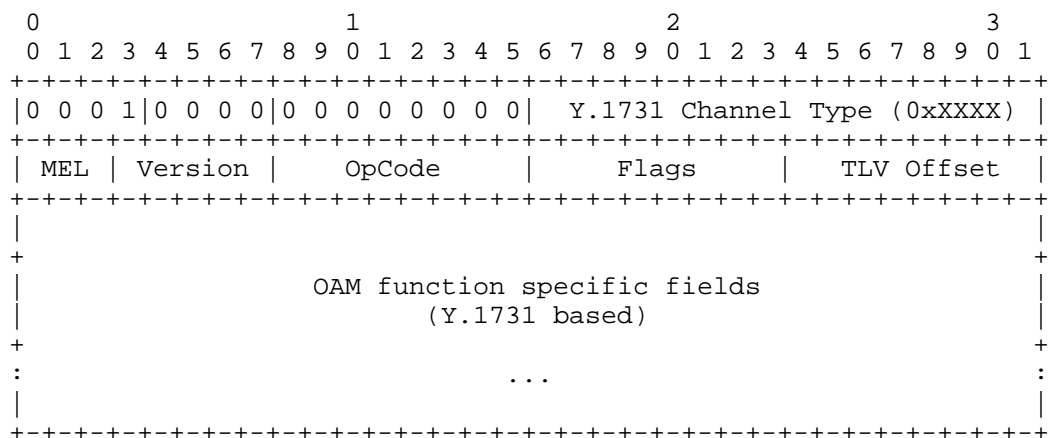 0                   1                   2                   3
 0 1 2 3 4 5 6 7 8 9 0 1 2 3 4 5 6 7 8 9 0 1 2 3 4 5 6 7 8 9 0 1
+-+-+-+-+-+-+-+-+-+-+-+-+-+-+-+-+-+-+-+-+-+-+-+-+-+-+-+-+-+-+-+-+
|0 0 0 1|0 0 0 0|0 0 0 0 0 0 0 0|  Y.1731 Channel Type (0xXXXX) |
+-+-+-+-+-+-+-+-+-+-+-+-+-+-+-+-+-+-+-+-+-+-+-+-+-+-+-+-+-+-+-+-+
| MEL | Version |    OpCode     |     Flags     |   TLV Offset  |
+-+-+-+-+-+-+-+-+-+-+-+-+-+-+-+-+-+-+-+-+-+-+-+-+-+-+-+-+-+-+-+-+
|                                                               |
+                                                               +
|                 OAM function specific fields                  |
|                        (Y.1731 based)                         |
+                                                               +
:                              ...                              :
|                                                               |
+-+-+-+-+-+-+-+-+-+-+-+-+-+-+-+-+-+-+-+-+-+-+-+-+-+-+-+-+-+-+-+-+